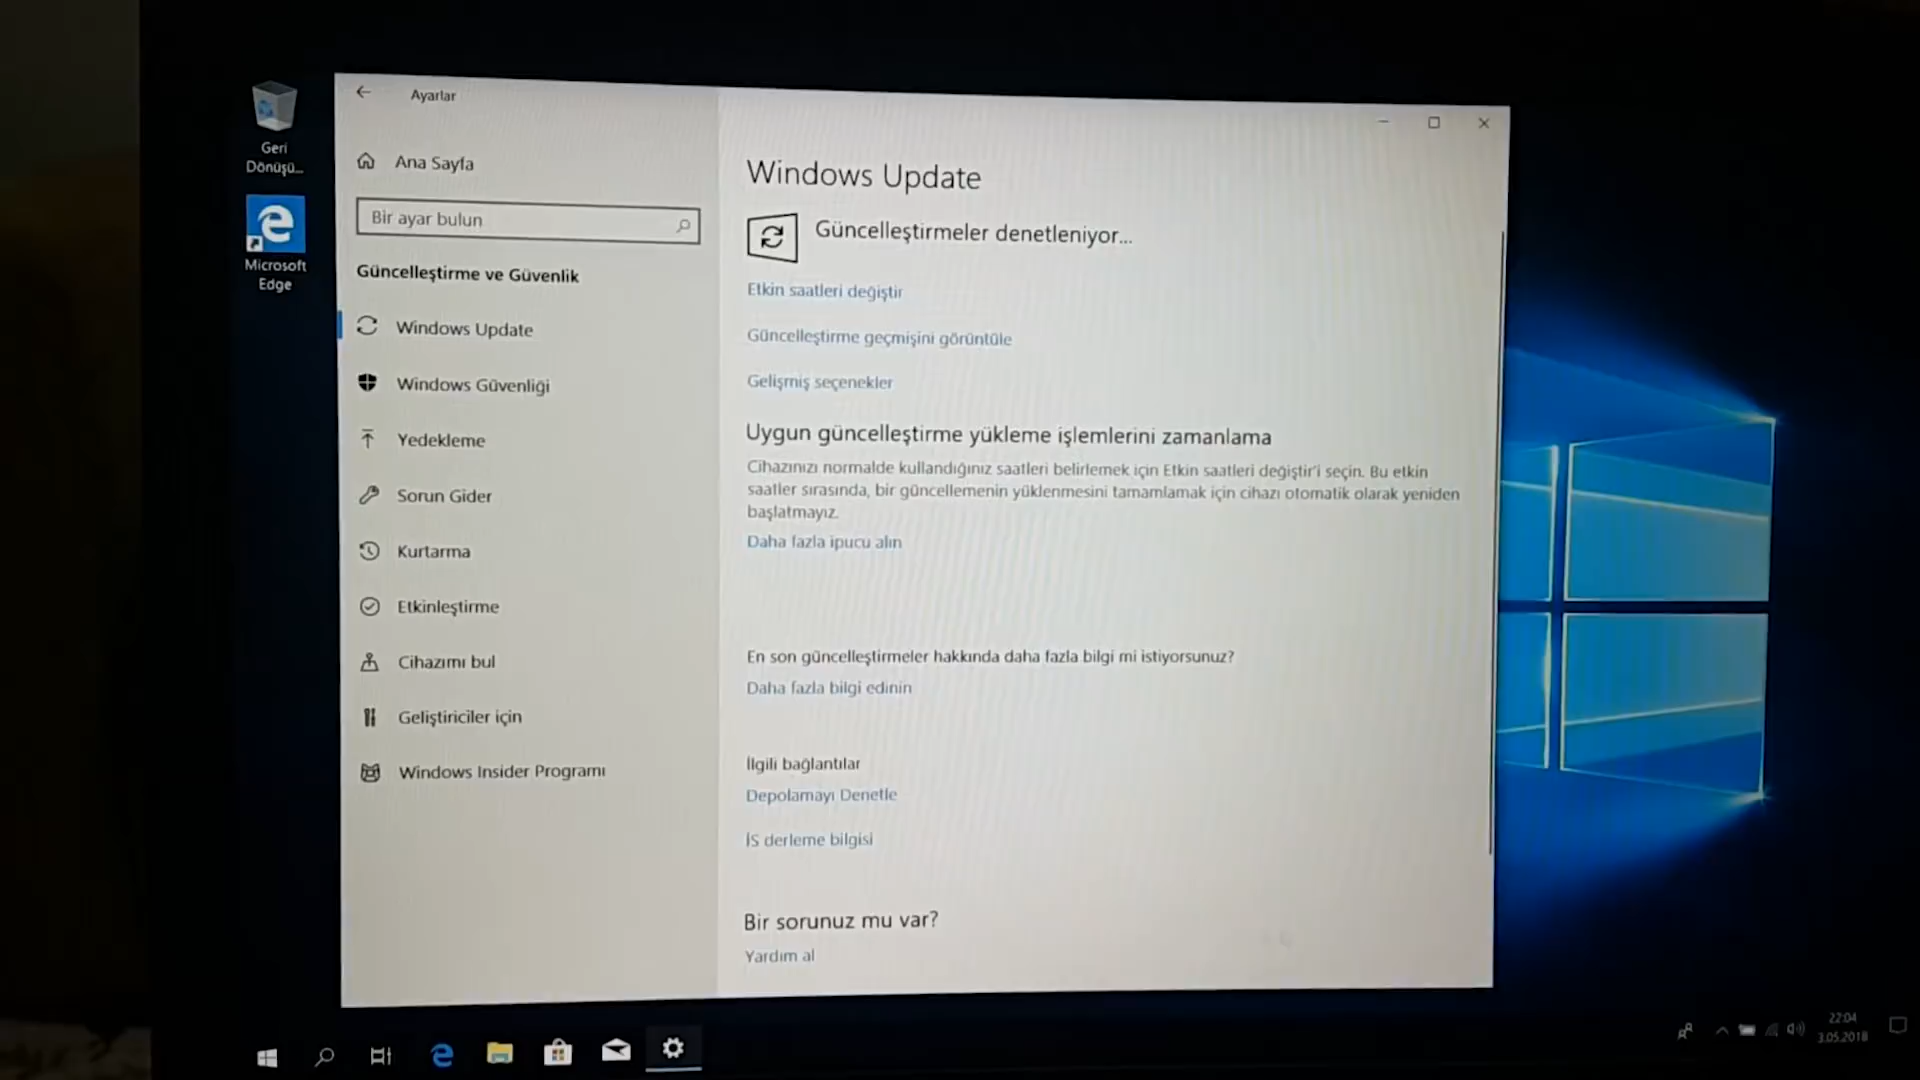 Geri
Dönüşü...
Microsoft
Edge
Ayarlar
Ana Sayfa
Bir ayar bulun
Güncelleştirme ve Güvenlik
Windows Update
Windows Güvenliği
Yedekleme
Sorun Gider
Kurtarma
Etkinleştirme
Cihazımı bul
Geliştiriciler için
Windows Insider Programı
Windows Update
Güncelleştirmeler denetleniyor...
Etkin saatleri değiştir
Güncelleştirme geçmişini görüntüle
Gelişmiş seçenekler
Uygun güncelleştirme yükleme işlemlerini zamanlama
Cihazınızı normalde kullandığınız saatleri belirlemek için Etkin saatleri değiştir'i seçin. Bu etkin
saatler sırasında, bir güncellemenin yüklenmesini tamamlamak için cihazı otomatik olarak yeniden
başlatmayız.
Daha fazla ipucu alın
En son güncelleştirmeler hakkında daha fazla bilgi mi istiyorsunuz?
Daha fazla bilgi edinin
İlgili bağlantılar
Depolamayı Denetle
İS derleme bilgisi
Bir sorunuz mu var?
Yardım al
22:04
3.05.2018